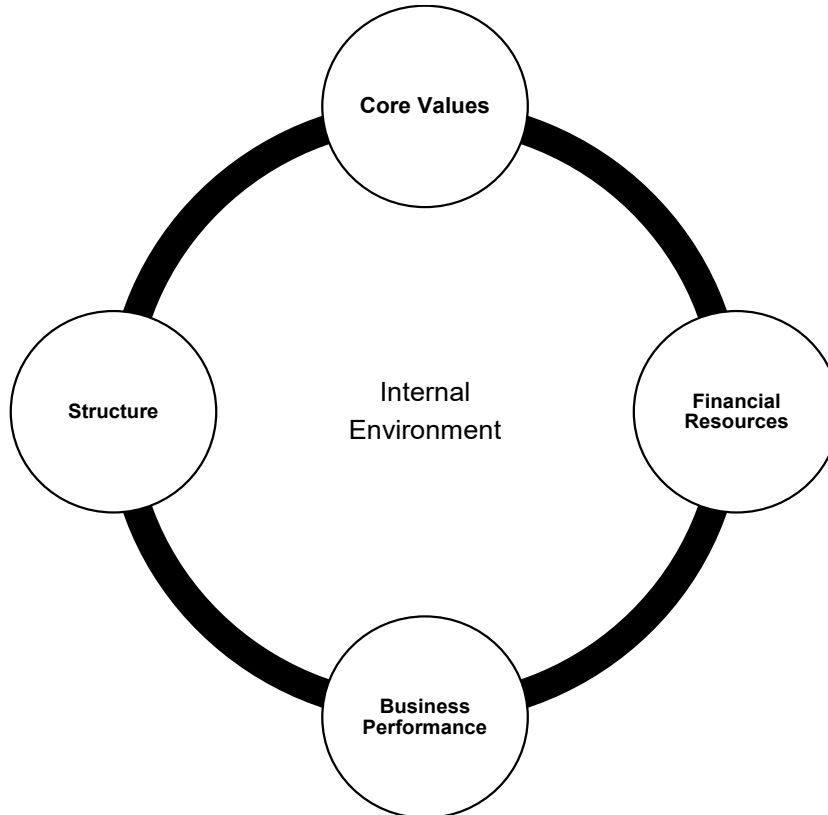 Core Values
Structure
Internal
Environment
Financial
Resources
Business
Performance